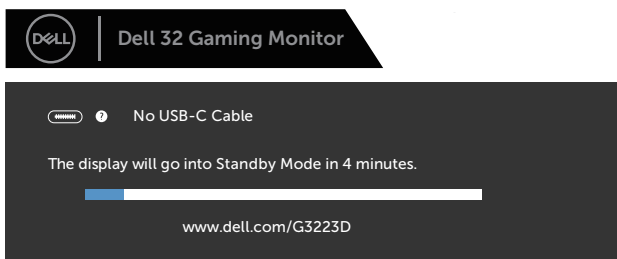 DELL
Dell 32 Gaming Monitor
? No USB-C Cable
The display will go into Standby Mode in 4 minutes.
www.dell.com/G3223D